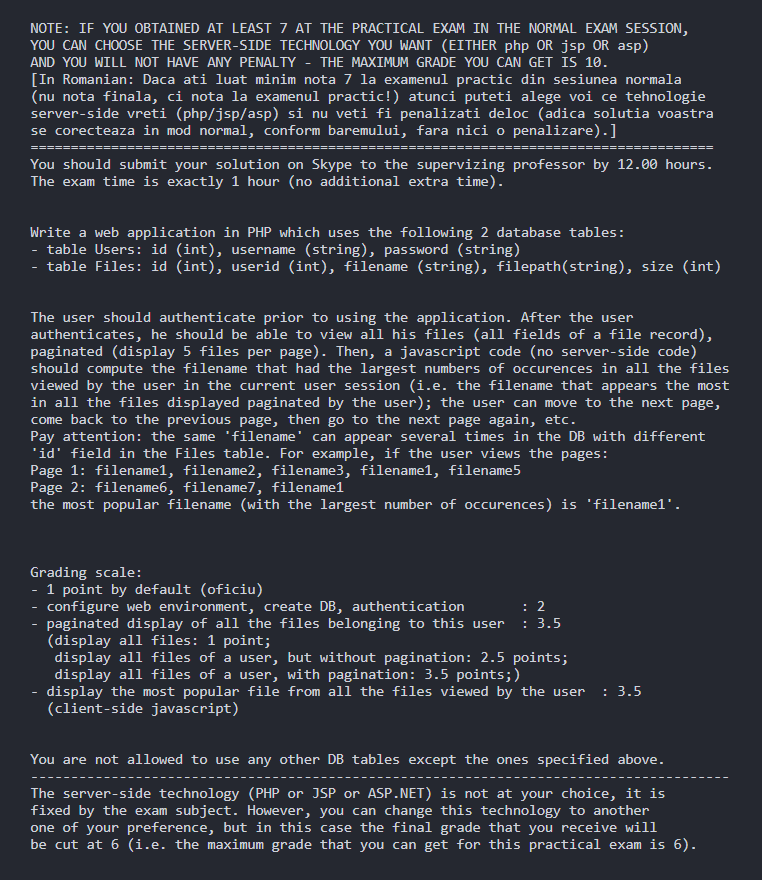 NOTE: IF YOU OBTAINED AT LEAST 7 AT THE PRACTICAL EXAM IN THE NORMAL EXAM SESSION,
YOU CAN CHOOSE THE SERVER-SIDE TECHNOLOGY YOU WANT (EITHER php OR jsp OR asp)
AND YOU WILL NOT HAVE ANY PENALTY - THE MAXIMUM GRADE YOU CAN GET IS 10.
[In Romanian: Daca ati luat minim nota 7 la examenul practic din sesiunea normala
(nu nota finala, ci nota la examenul practic!) atunci puteti alege voi ce tehnologie
server-side vreti (php/jsp/asp) si nu veti fi penalizati deloc (adica solutia voastra
se corecteaza in mod normal, conform baremului, fara nici o penalizare).]
=====================================================================================
You should submit your solution on Skype to the supervizing professor by 12.00 hours.
The exam time is exactly 1 hour (no additional extra time).
Write a web application in PHP which uses the following 2 database tables:
- table Users: id (int), username (string), password (string)
- table Files: id (int), userid (int), filename (string), filepath(string), size (int)
The user should authenticate prior to using the application. After the user
authenticates, he should be able to view all his files (all fields of a file record),
paginated (display 5 files per page). Then, a javascript code (no server-side code)
should compute the filename that had the largest numbers of occurences in all the files
viewed by the user in the current user session (i.e. the filename that appears the most
in all the files displayed paginated by the user); the user can move to the next page,
come back to the previous page, then go to the next page again, etc.
Pay attention: the same 'filename' can appear several times in the DB with different
'id' field in the Files table. For example, if the user views the pages:
Page 1: filename1, filename2, filename3, filename1, filename5
Page 2: filename6, filename7, filename1
the most popular filename (with the largest number of occurences) is 'filename1'.
Grading scale:
- 1 point by default (oficiu)
- configure web environment, create DB, authentication : 2
- paginated display of all the files belonging to this user : 3.5
(display all files: 1 point;
display all files of a user, but without pagination: 2.5 points;
display all files of a user, with pagination: 3.5 points;)
- display the most popular file from all the files viewed by the user : 3.5
(client-side javascript)
You are not allowed to use any other DB tables except the ones specified above.
---------------------------------------------------------------------------------------
The server-side technology (PHP or JSP or ASP.NET) is not at your choice, it is
fixed by the exam subject. However, you can change this technology to another
one of your preference, but in this case the final grade that you receive will
be cut at 6 (i.e. the maximum grade that you can get for this practical exam is 6).